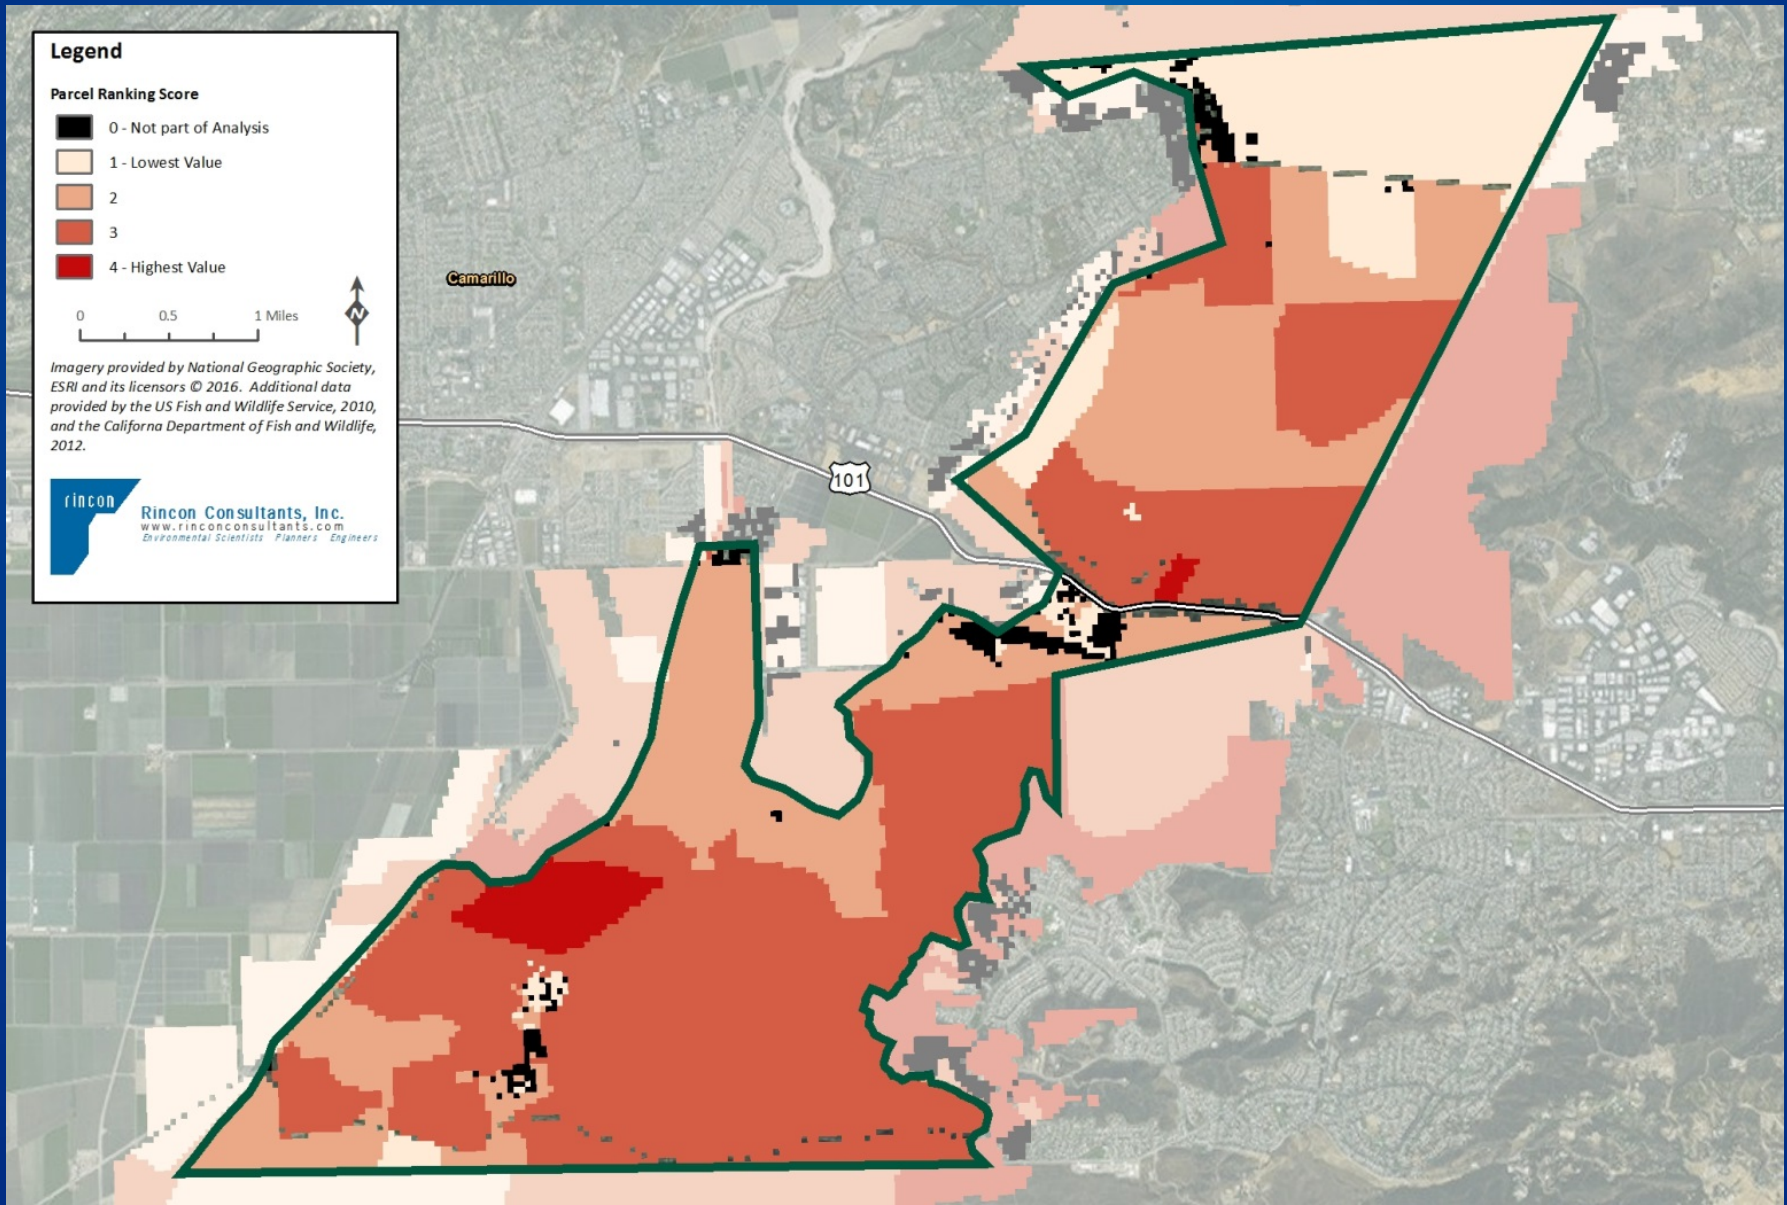 Legend
Parcel Ranking Score
0 - Not part of Analysis
1 - Lowest Value
2
3
4 - Highest Value
0 0.5 1 Miles
N
Imagery provided by National Geographic Society,
ESRI and its licensors © 2016. Additional data
provided by the US Fish and Wildlife Service, 2010,
and the Californa Department of Fish and Wildlife,
2012.
rincon
Rincon Consultants, Inc.
www.rinconconsultants.com
Environmental Scientists Planners Engineers
Camarillo
101